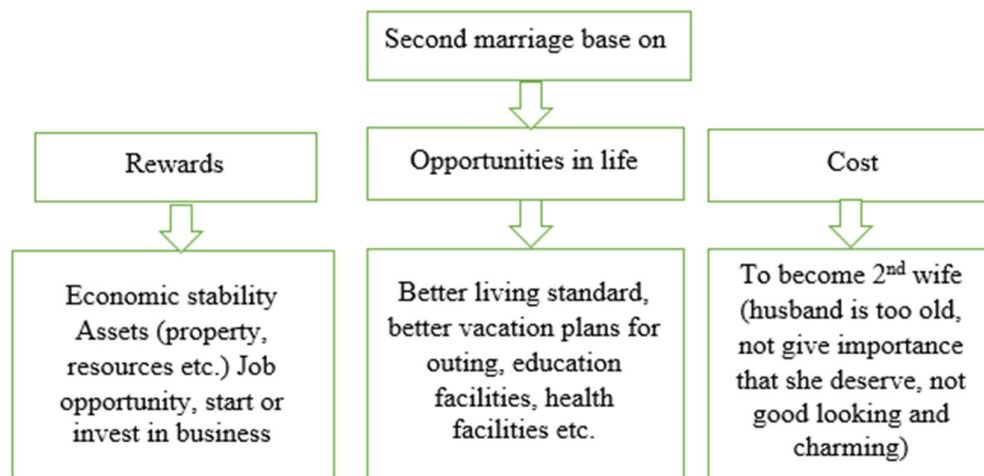 Second marriage base on
Rewards
Opportunities in life
Cost
Economic stability
Assets (property,
resources etc.) Job
opportunity, start or
invest in business
Better living standard,
better vacation plans for
outing, education
facilities, health
facilities etc.
To become 2nd wife
(husband is too old,
not give importance
that she deserve, not
good looking and
charming)